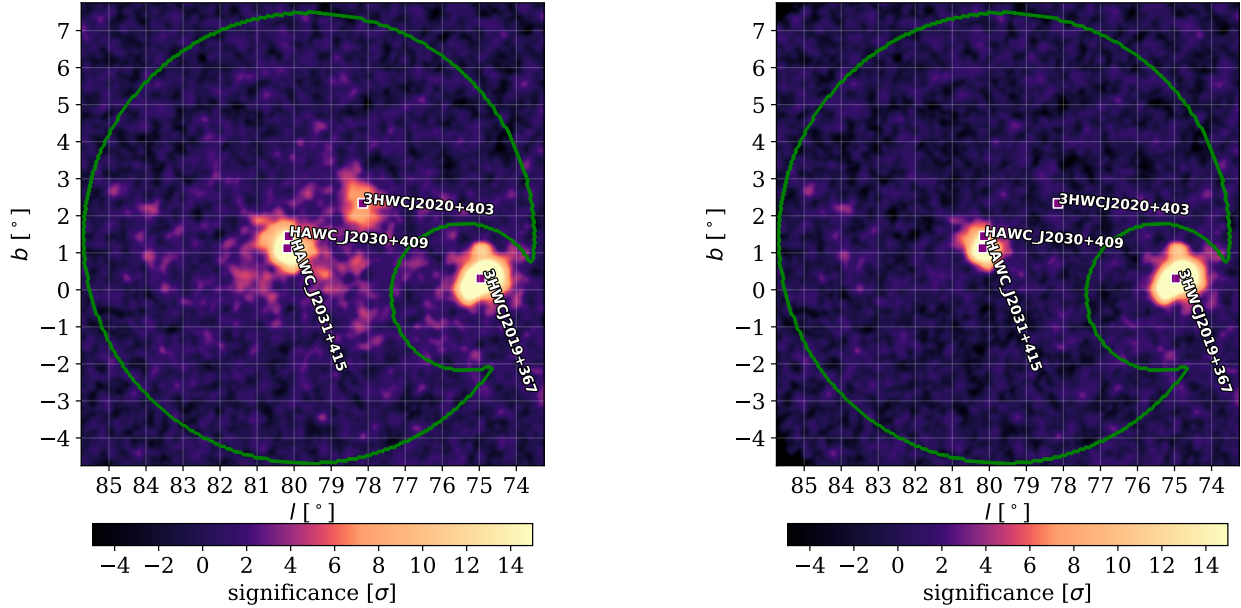 7
6
5
4
3
2
1
0
−1
−2
−3
−4
b [°]
3HWCJ2020+403
HAWC_J2030+409
HAWC_J2031+415
3HWCJ2019+367
85 84 83 82 81 80 79 78 77 76 75 74
l [°]
−4 −2 0 2 4 6 8 10 12 14
significance [σ]
7
6
5
4
3
2
1
0
−1
−2
−3
−4
b [°]
3HWCJ2020+403
HAWC_J2030+409
HAWC_J2031+415
3HWCJ2019+367
85 84 83 82 81 80 79 78 77 76 75 74
l [°]
−4 −2 0 2 4 6 8 10 12 14
significance [σ]